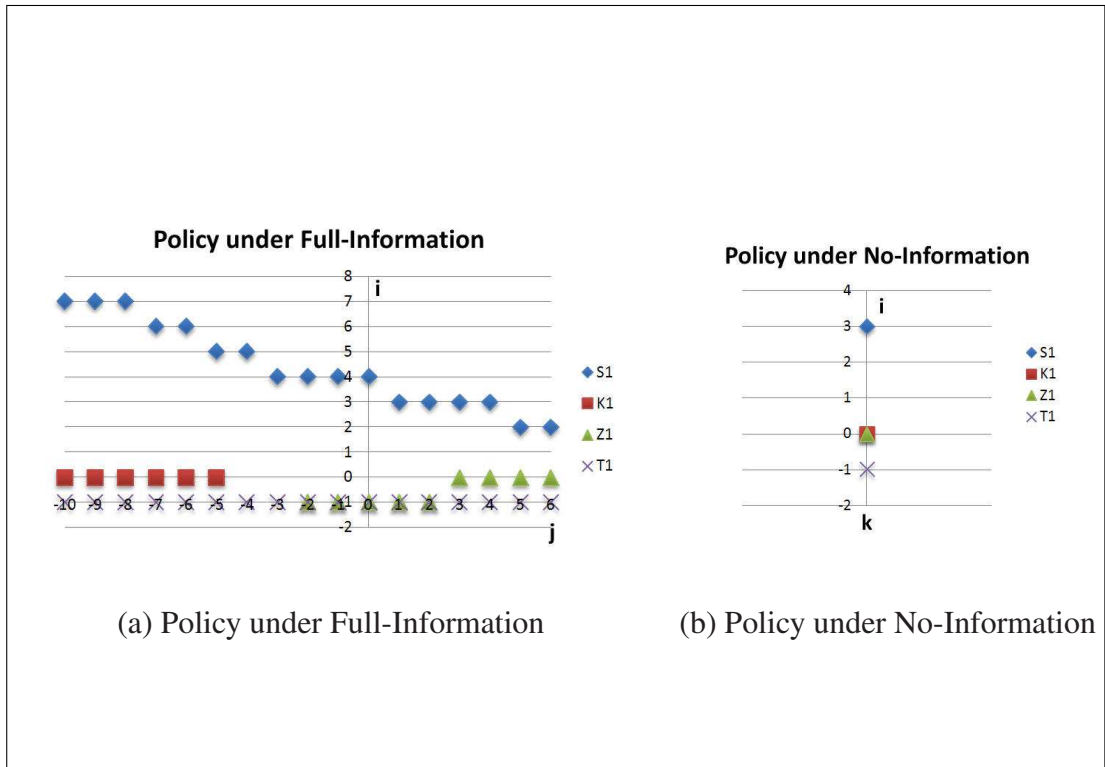 Policy under Full-Information
8
i
7
6
5
4
3
2
1
0
-10 -9 -8 -7 -6 -5 -4 -3 -2 -1 0 1 2 3 4 5 6
-1
-2
j
S1
K1
Z1
T1
(a) Policy under Full-Information
Policy under No-Information
4
i
3
2
1
0
-1
-2
k
S1
K1
Z1
T1
(b) Policy under No-Information